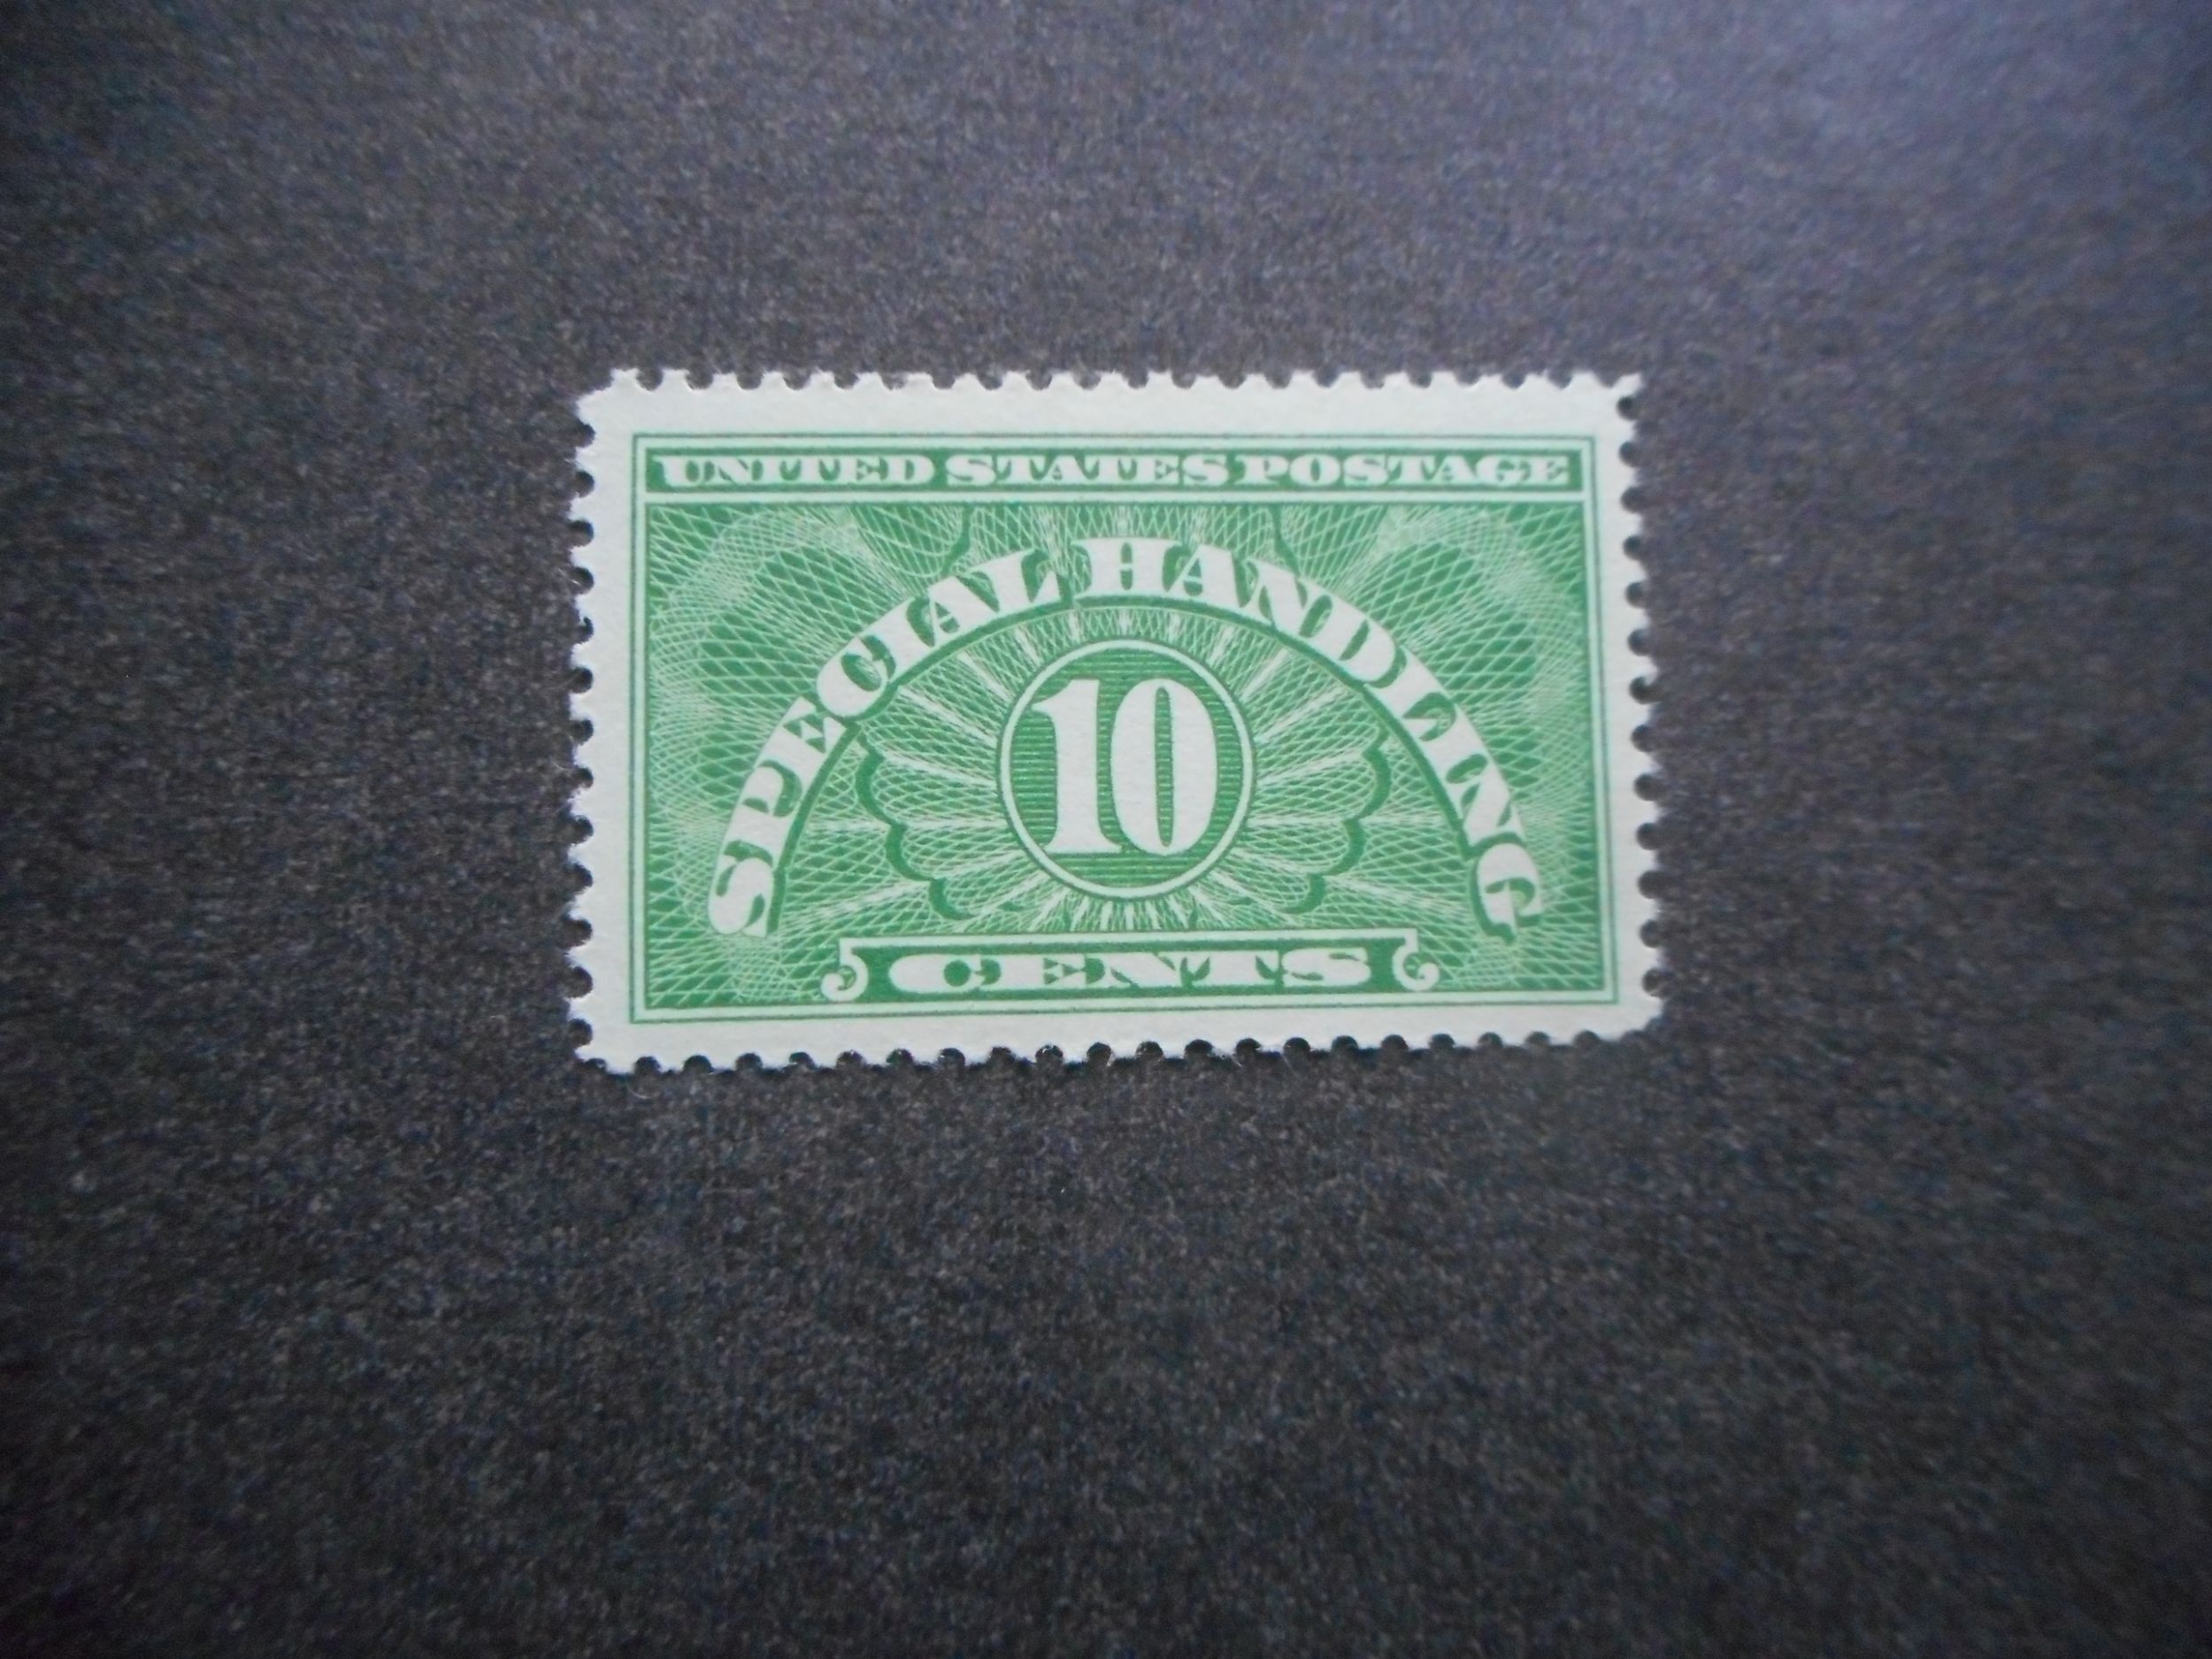 UNITED STATES POSTAGE
SPECIAL HANDLING
10
CENTS